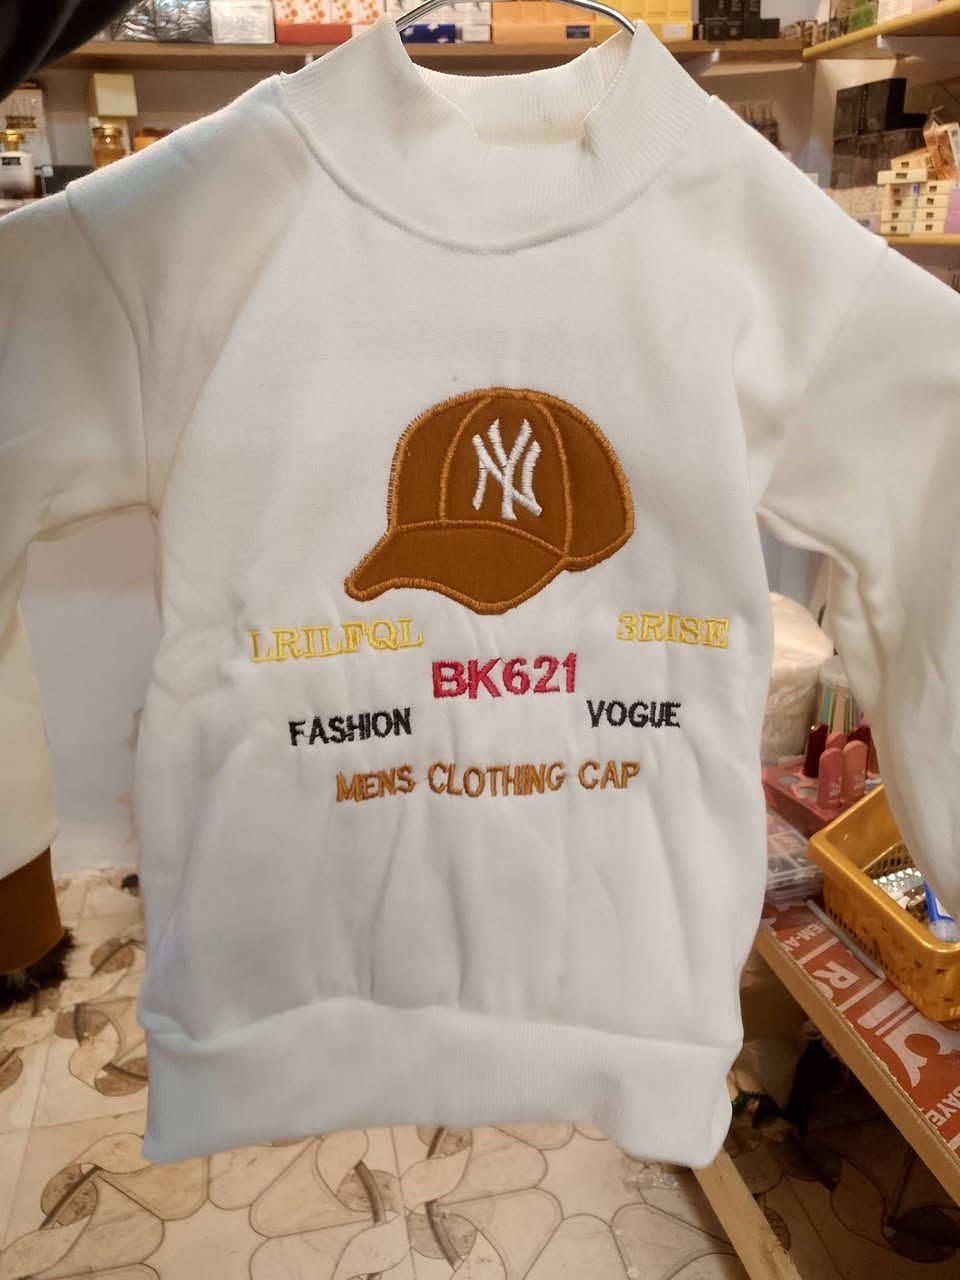 NY
LRILFQL 3RISE
BK621
FASHION VOGUE
MENS CLOTHING CAP